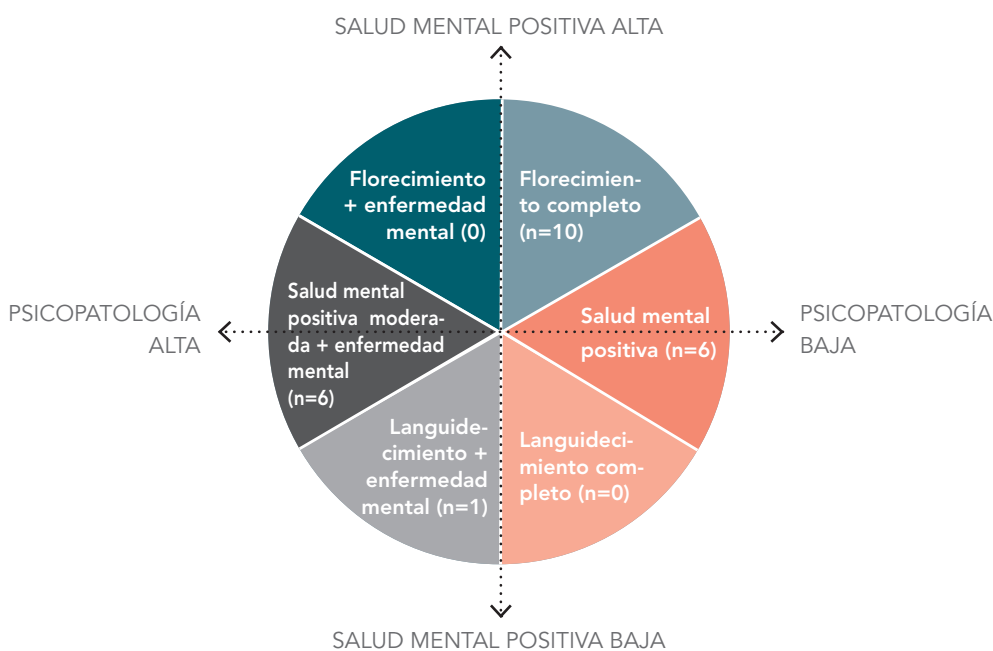 SALUD MENTAL POSITIVA ALTA
Florecimiento
+ enfermedad
mental (0)
Florecimien-
to completo
(n=10)
PSICOPATOLOGÍA
ALTA
Salud mental
positiva modera-
da + enfermedad
mental
(n=6)
Salud mental
positiva (n=6)
PSICOPATOLOGÍA
BAJA
Languide-
cimiento +
enfermedad
mental (n=1)
Languideci-
miento com-
pleto (n=0)
SALUD MENTAL POSITIVA BAJA